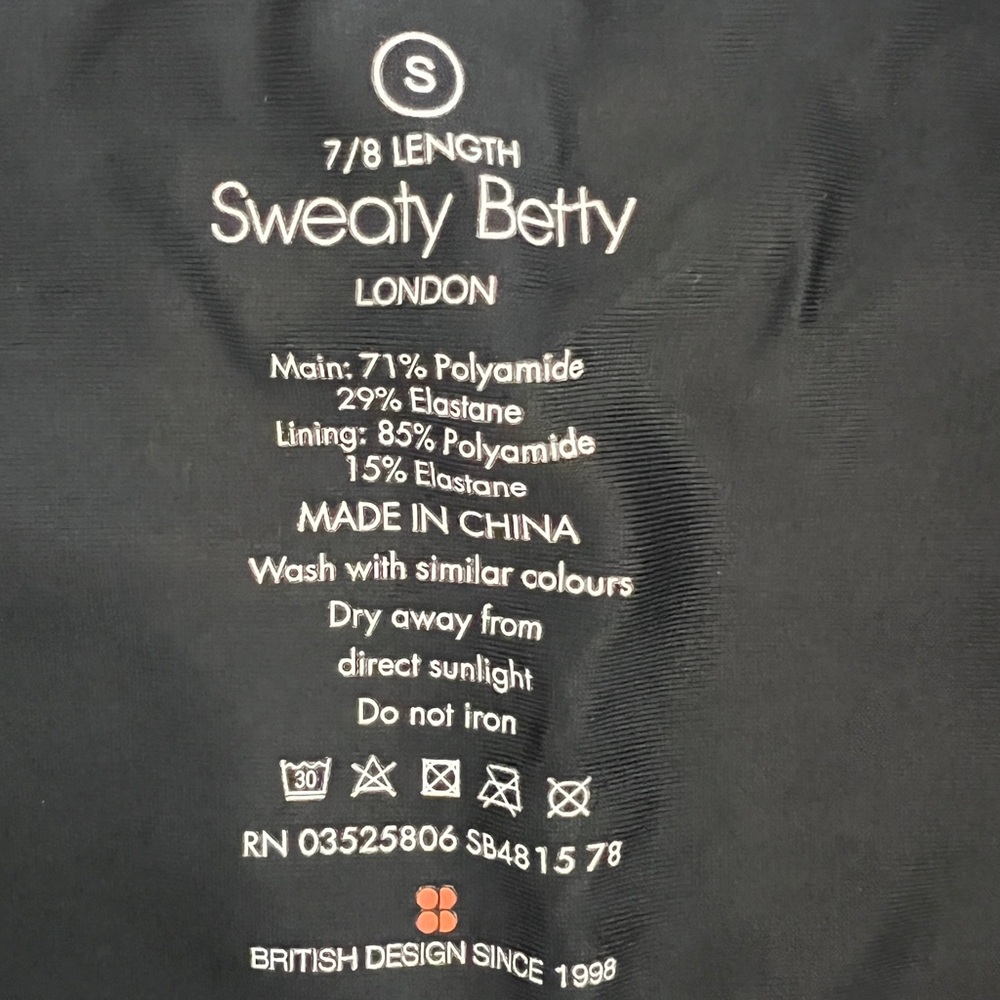 S
7/8 LENGTH
Sweaty Betty
LONDON
Main: 71% Polyamide
29% Elastane
Lining: 85% Polyamide
15% Elastane
MADE IN CHINA
Wash with similar colours
Dry away from
direct sunlight
Do not iron
30
RN 03525806 SB4815 78
BRITISH DESIGN SINCE 1998